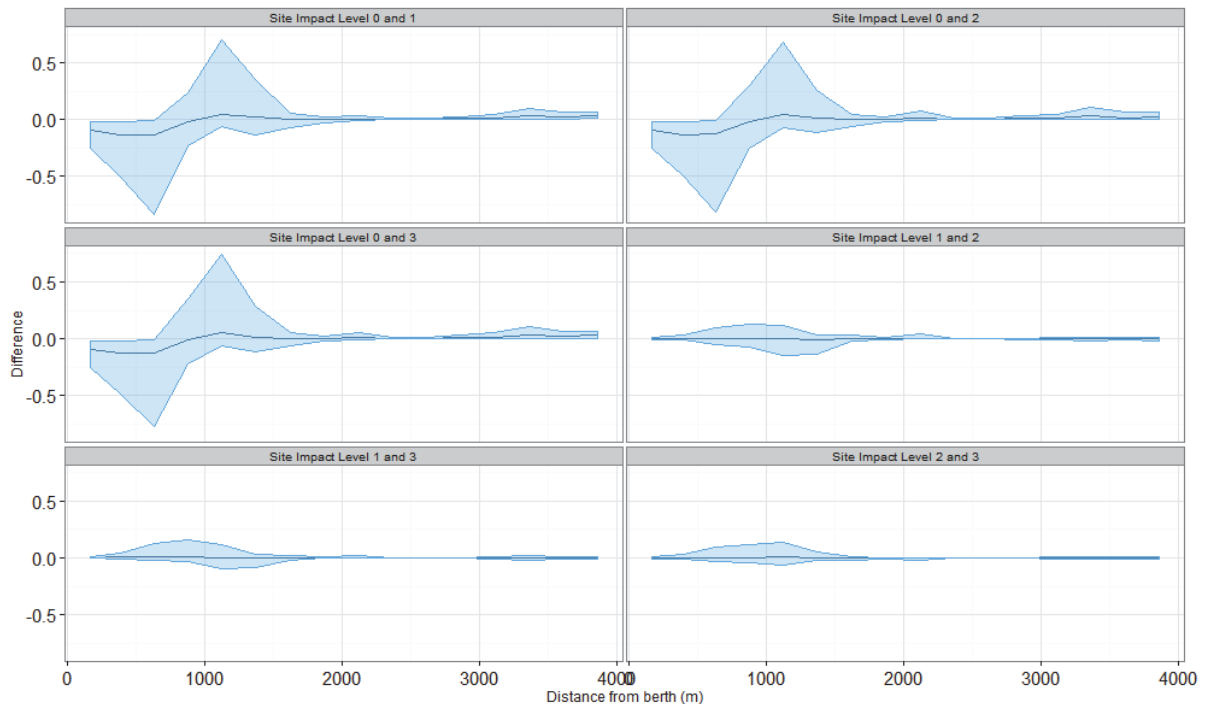 Site Impact Level 0 and 1
Site Impact Level 0 and 2
0.5
0.0
-0.5
Site Impact Level 0 and 3
Site Impact Level 1 and 2
0.5
0.0
-0.5
Difference
Site Impact Level 1 and 3
Site Impact Level 2 and 3
0.5
0.0
-0.5
0 1000 2000 3000 4000
0 1000 2000 3000 4000
Distance from berth (m)